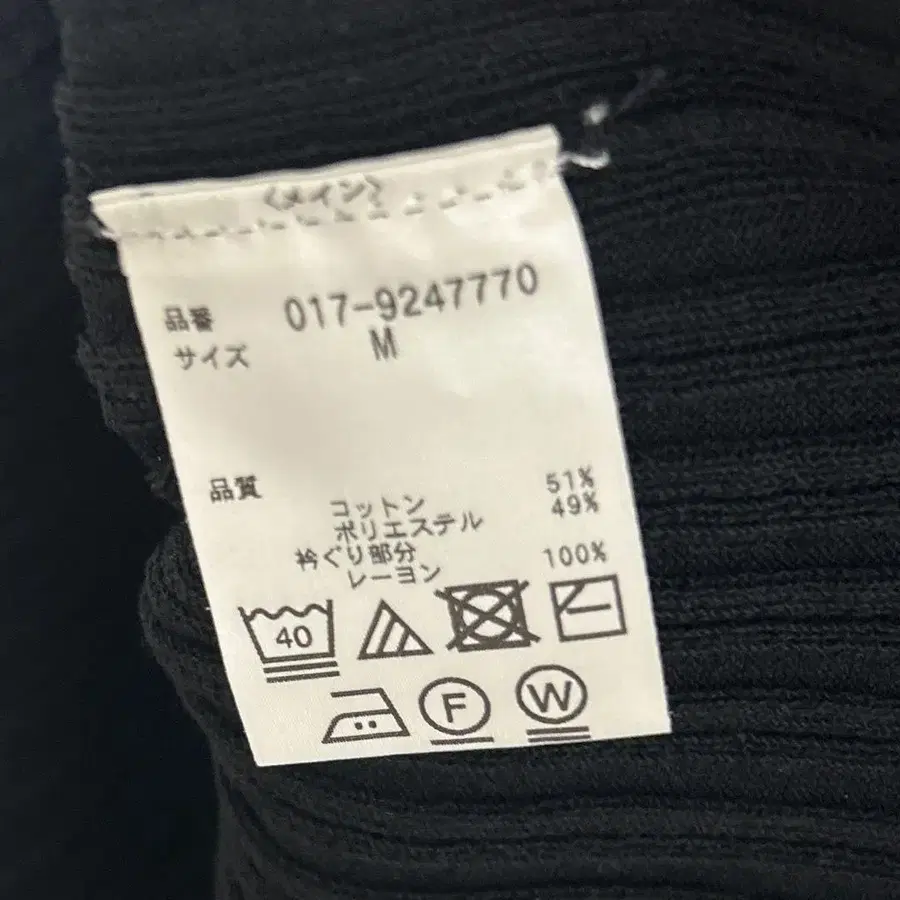 〈メイン〉
品番 017-9247770
サイズ M
品質
コットン 51%
ポリエステル 49%
衿ぐり部分
レーヨン 100%
40
F W